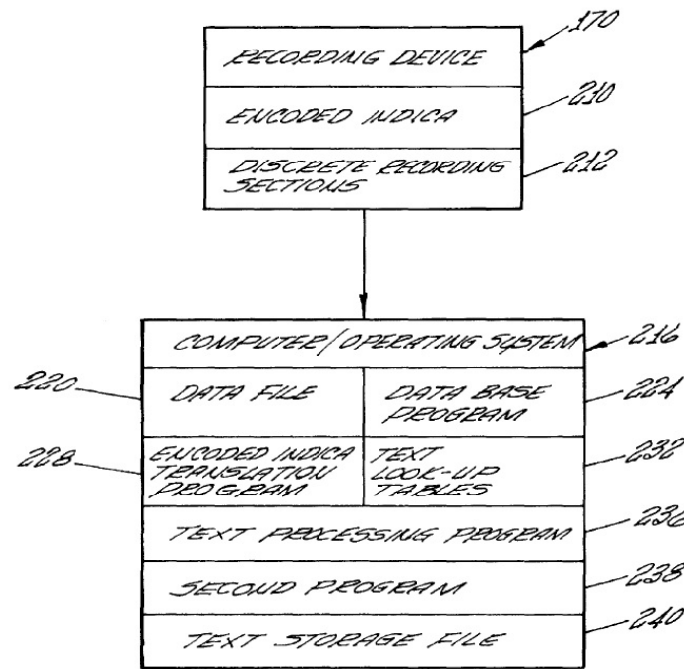 170
RECORDING DEVICE
ENCODED INDICA
210
DISCRETE RECORDING
SECTIONS
212
COMPUTER/OPERATING SYSTEM
216
220
DATA FILE
DATA BASE
PROGRAM
224
228
ENCODED INDICA
TRANSLATION
PROGRAM
TEXT
LOOK-UP
TABLES
232
TEXT PROCESSING PROGRAM
236
SECOND PROGRAM
238
TEXT STORAGE FILE
240